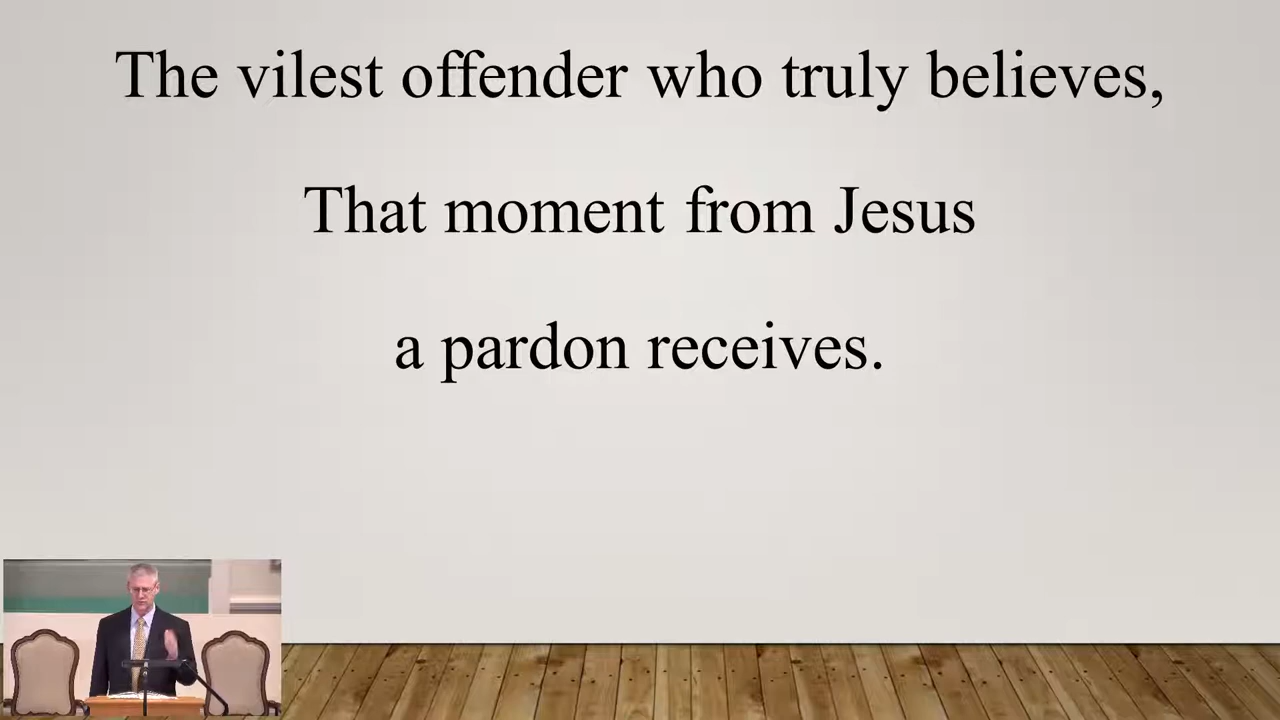 The vilest offender who truly believes,
That moment from Jesus
a pardon receives.